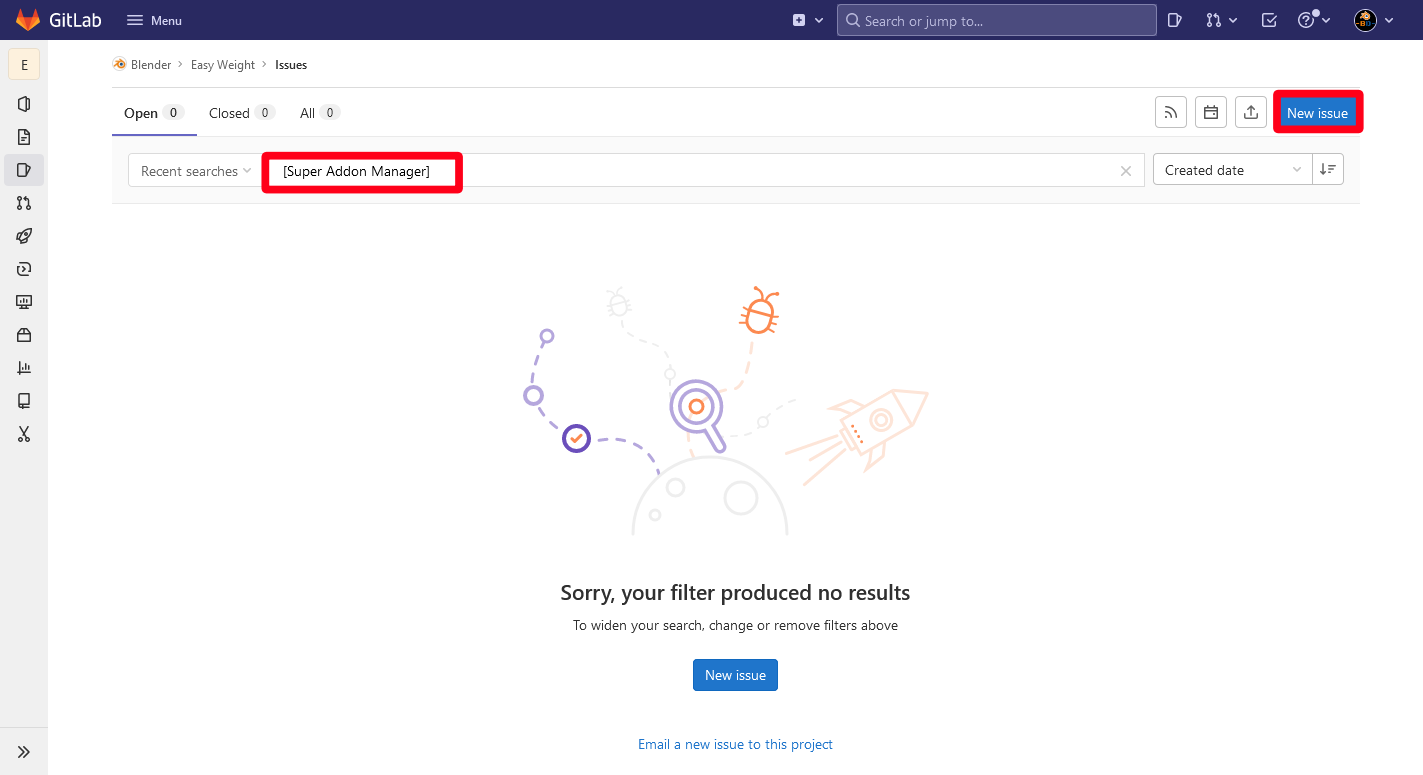 GitLab Menu Search or jump to...
E Blender Easy Weight Issues
Open 0 Closed 0 All 0 New issue
Recent searches [Super Addon Manager] Created date
Sorry, your filter produced no results
To widen your search, change or remove filters above
New issue
Email a new issue to this project